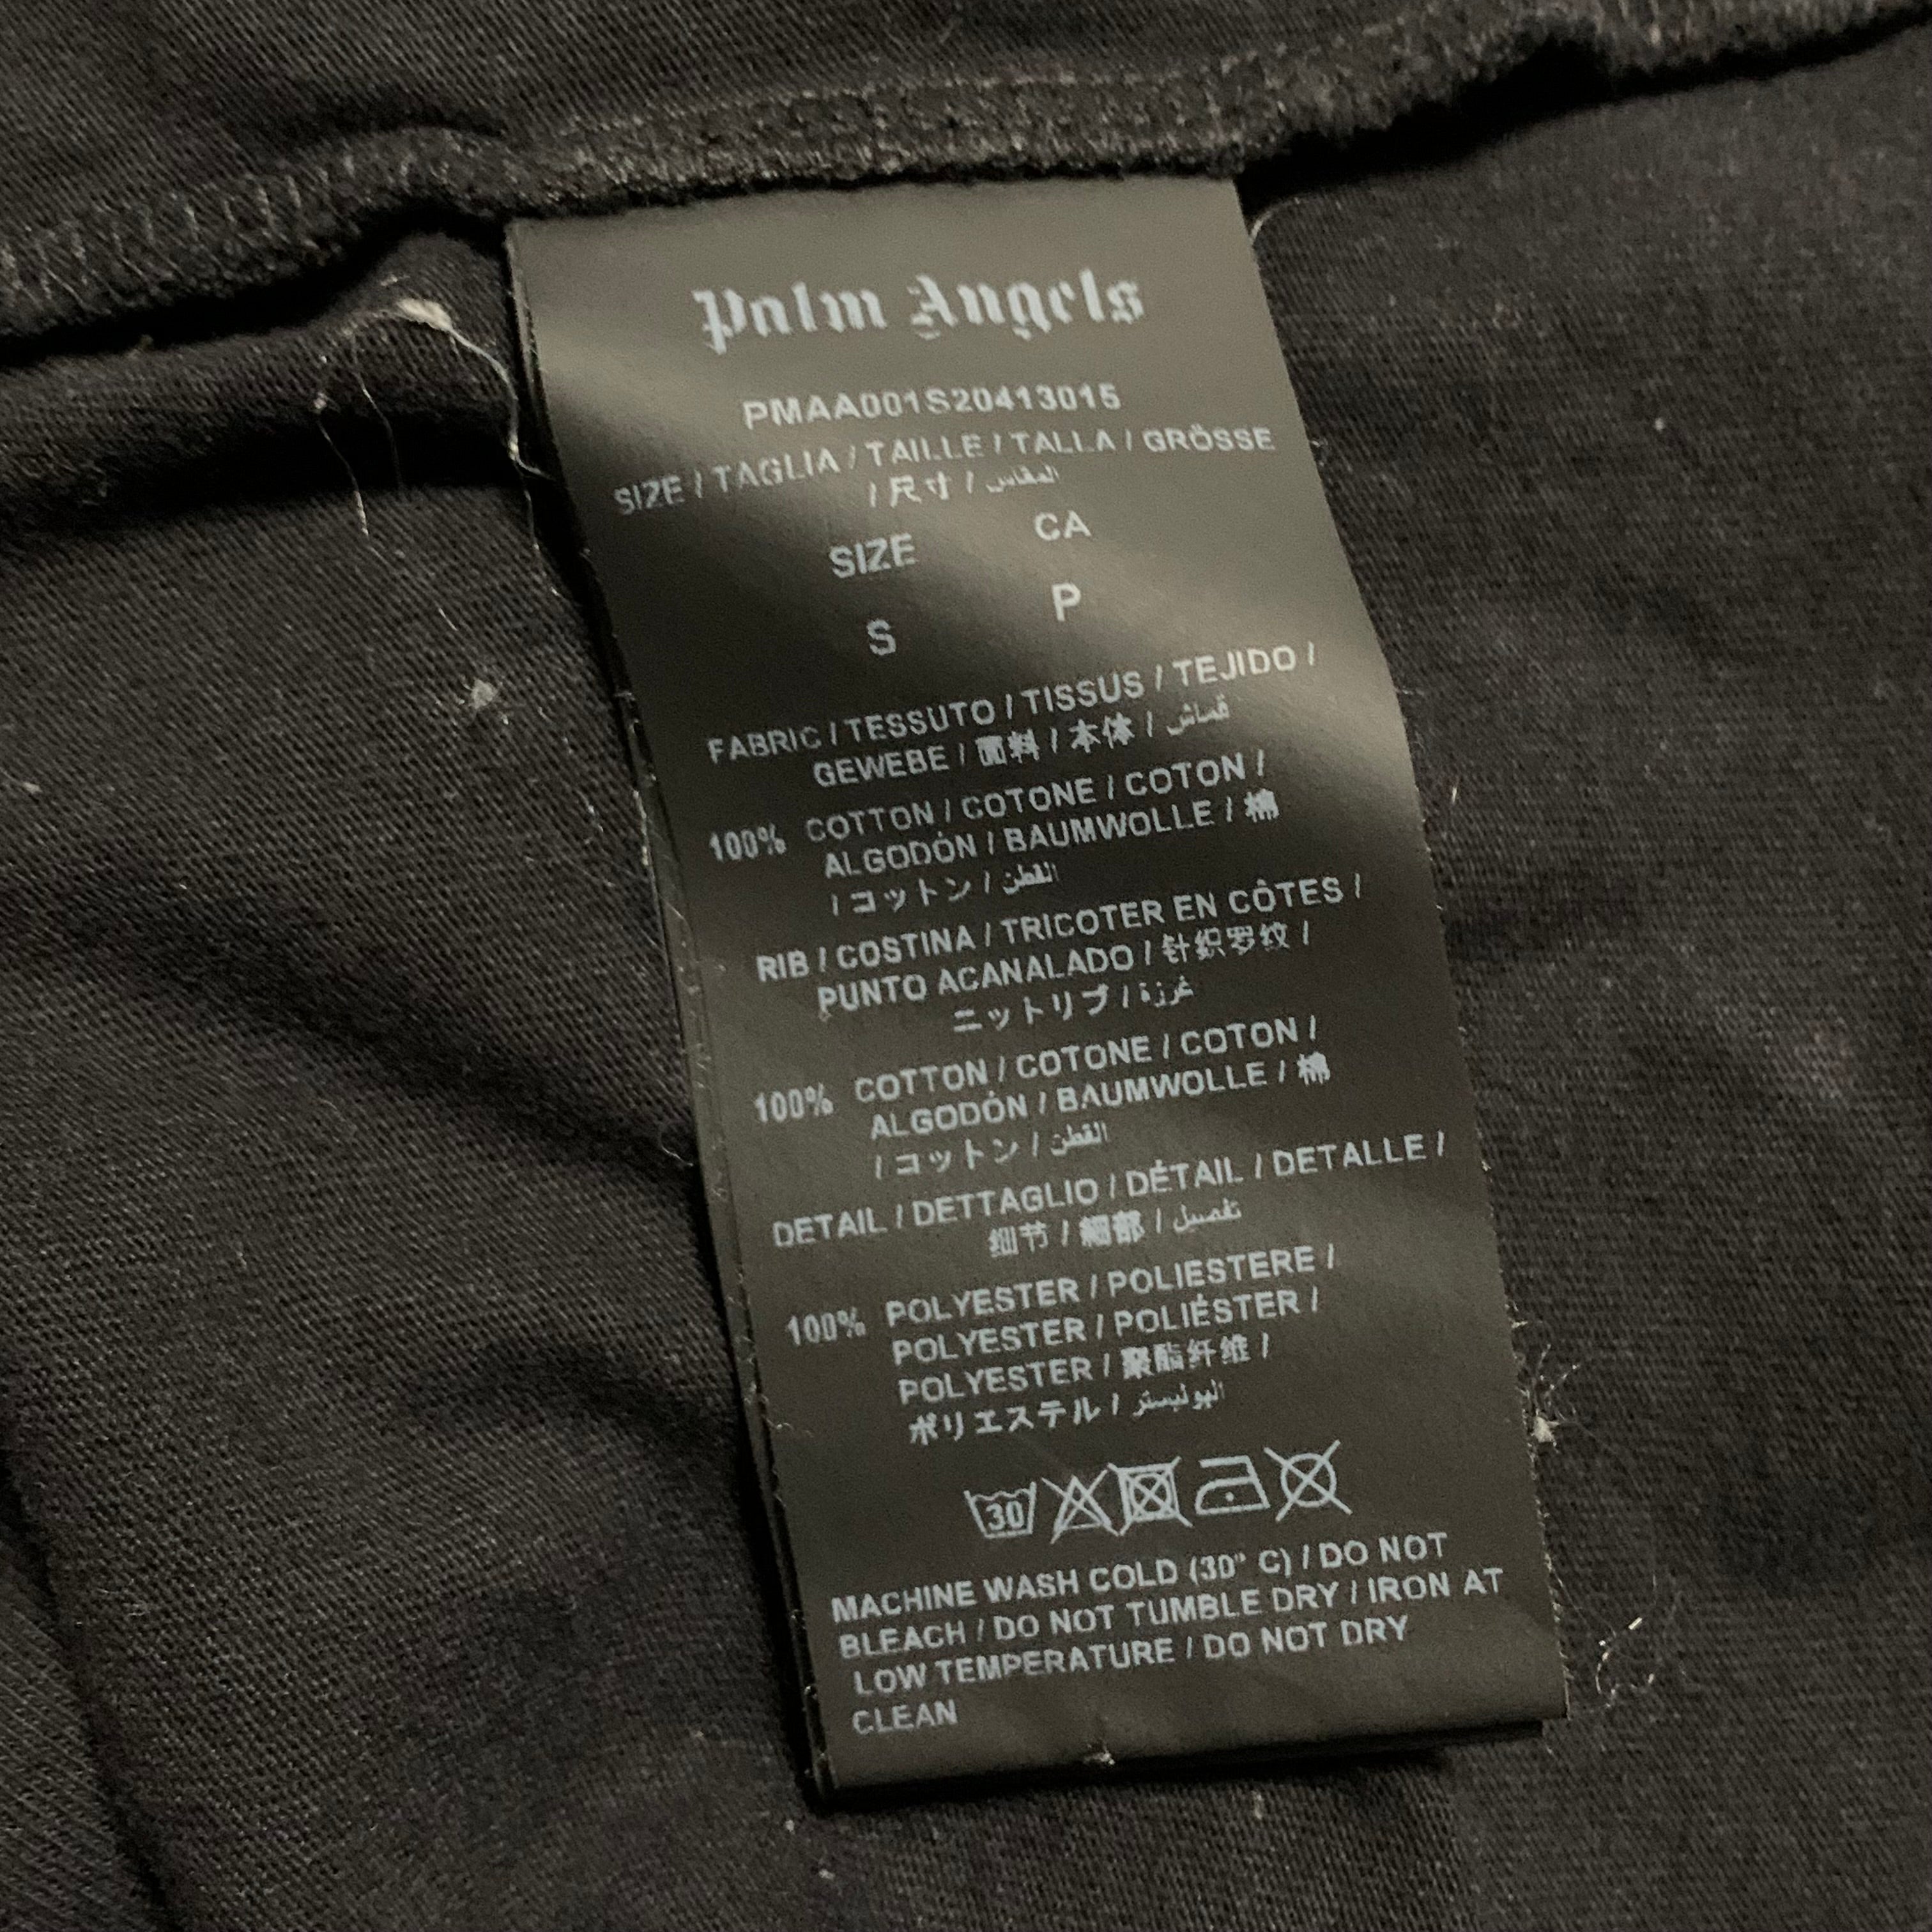 Palm Angels
PMAA001S20413015
SIZE / TAGLIA / TAILLE / TALLA / GRÖSSE
/ 尺寸 / المقاس
SIZE CA
S P
FABRIC / TESSUTO / TISSUS / TEJIDO /
GEWEBE / 面料 / 本体 / قماش
100% COTTON / COTONE / COTON /
ALGODÓN / BAUMWOLLE / 棉
/ コットン / القطن
RIB / COSTINA / TRICOTER EN CÔTES /
PUNTO ACANALADO / 针织罗纹 /
ニットリブ / غرزة
100% COTTON / COTONE / COTON /
ALGODÓN / BAUMWOLLE / 棉
/ コットン / القطن
DETAIL / DETTAGLIO / DÉTAIL / DETALLE /
细节 / 細部 / تفصيل
100% POLYESTER / POLIESTERE /
POLYESTER / POLIÉSTER /
POLYESTER / 聚酯纤维 /
ポリエステル / البوليستر
30
MACHINE WASH COLD (30° C) / DO NOT
BLEACH / DO NOT TUMBLE DRY / IRON AT
LOW TEMPERATURE / DO NOT DRY
CLEAN